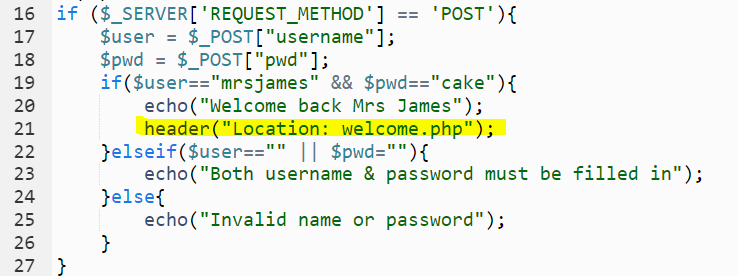 16 if ($_SERVER['REQUEST_METHOD'] == 'POST'){
17 $user = $_POST["username"];
18 $pwd = $_POST["pwd"];
19 if($user=="mrsjames" && $pwd=="cake"){
20 echo("Welcome back Mrs James");
21 header("Location: welcome.php");
22 }elseif($user=="" || $pwd=""){
23 echo("Both username & password must be filled in");
24 }else{
25 echo("Invalid name or password");
26 }
27 }